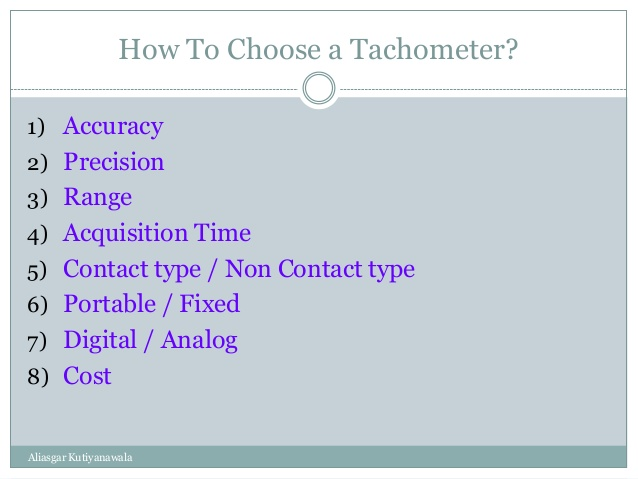 How To Choose a Tachometer?
1) Accuracy
2) Precision
3) Range
4) Acquisition Time
5) Contact type / Non Contact type
6) Portable / Fixed
7) Digital / Analog
8) Cost
Aliasgar Kutiyanawala